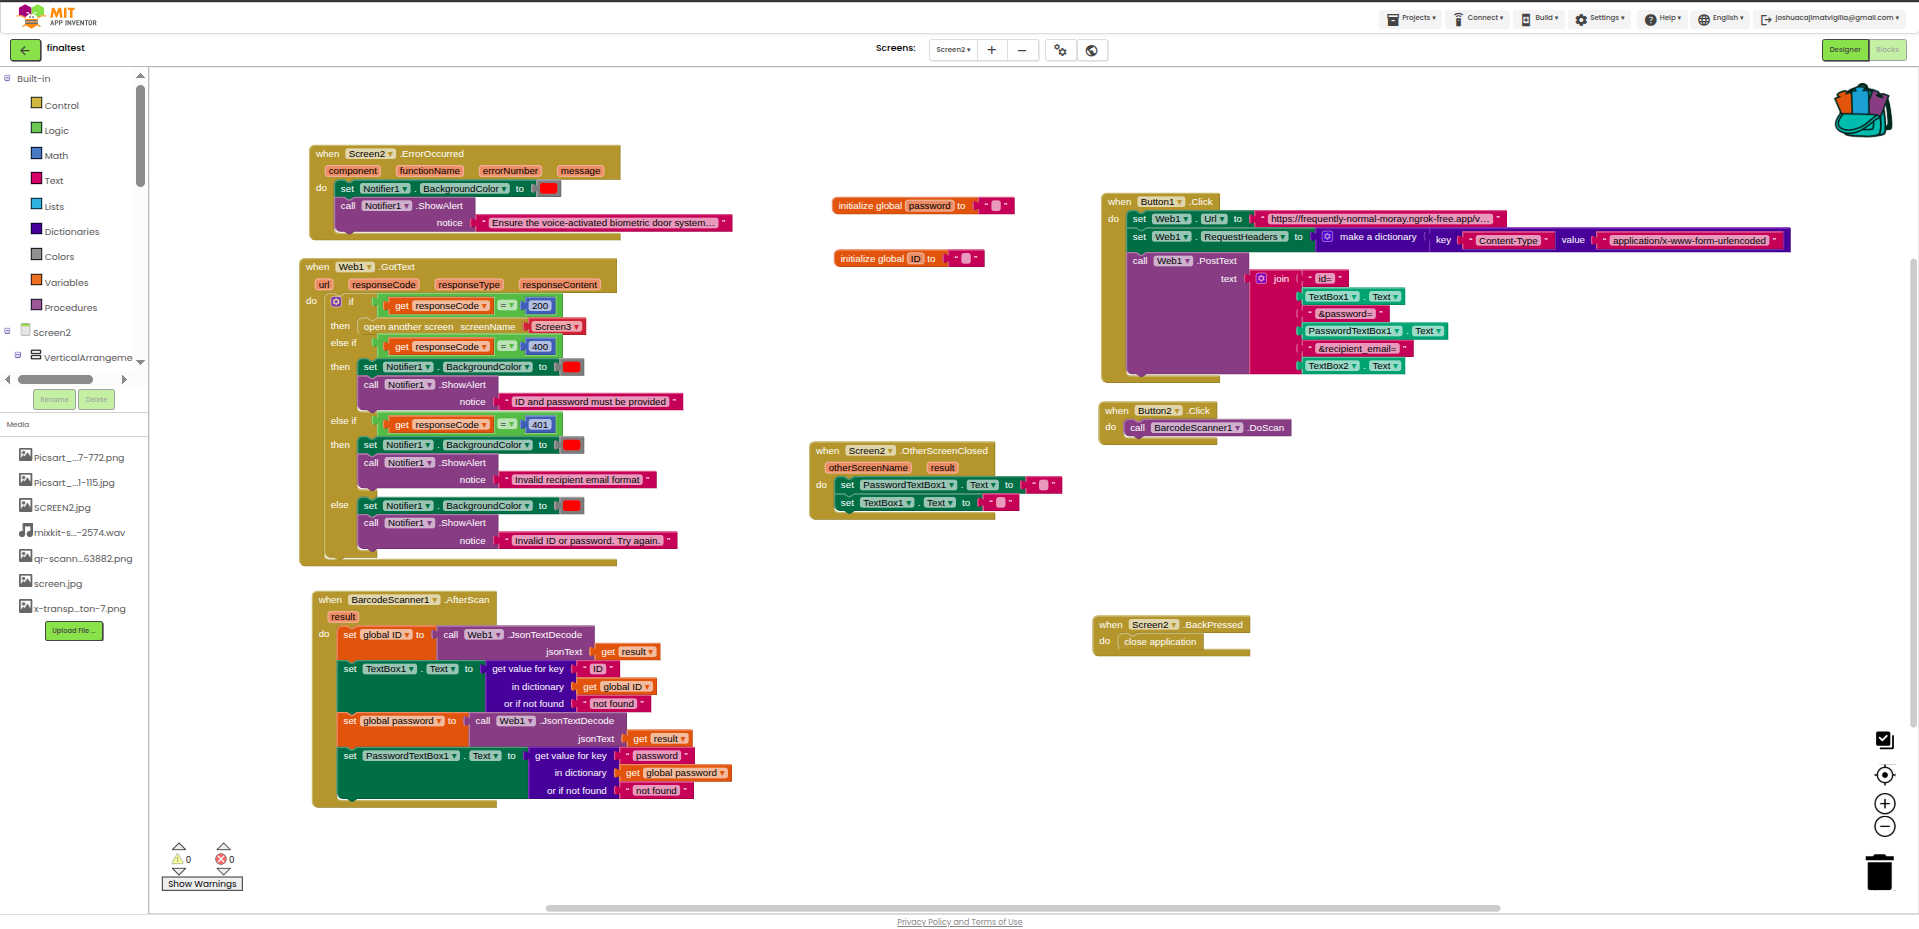 MIT
APP INVENTOR
Projects
Connect
Build
Settings
Help
English
joshuacajimatvigilla@gmail.com
finaltest
Screens:
Screen2
Designer
Blocks
Built-in
Control
Logic
Math
Text
Lists
Dictionaries
Colors
Variables
Procedures
Screen2
VerticalArrangeme
Rename
Delete
Media
Picsart_...7-772.png
Picsart_...1-115.jpg
SCREEN2.jpg
mixkit-s...-2574.wav
qr-scann...63882.png
screen.jpg
x-transp...ton-7.png
Upload File ...
when Screen2 .ErrorOccurred
component functionName errorNumber message
do set Notifier1 . BackgroundColor to
call Notifier1 .ShowAlert
notice " Ensure the voice-activated biometric door system... "
when Web1 .GotText
url responseCode responseType responseContent
do if get responseCode = 200
then open another screen screenName Screen3
else if get responseCode = 400
then set Notifier1 . BackgroundColor to
call Notifier1 .ShowAlert
notice " ID and password must be provided "
else if get responseCode = 401
then set Notifier1 . BackgroundColor to
call Notifier1 .ShowAlert
notice " Invalid recipient email format "
else set Notifier1 . BackgroundColor to
call Notifier1 .ShowAlert
notice " Invalid ID or password. Try again. "
when BarcodeScanner1 .AfterScan
result
do set global ID to call Web1 .JsonTextDecode
jsonText get result
set TextBox1 . Text to get value for key " ID "
in dictionary get global ID
or if not found " not found "
set global password to call Web1 .JsonTextDecode
jsonText get result
set PasswordTextBox1 . Text to get value for key " password "
in dictionary get global password
or if not found " not found "
initialize global password to " "
initialize global ID to " "
when Screen2 .OtherScreenClosed
otherScreenName result
do set PasswordTextBox1 . Text to " "
set TextBox1 . Text to " "
when Button1 .Click
do set Web1 . Url to " https://frequently-normal-moray.ngrok-free.app/v... "
set Web1 . RequestHeaders to make a dictionary key " Content-Type " value " application/x-www-form-urlencoded "
call Web1 .PostText
text join " id= "
TextBox1 . Text
" &password= "
PasswordTextBox1 . Text
" &recipient_email= "
TextBox2 . Text
when Button2 .Click
do call BarcodeScanner1 .DoScan
when Screen2 .BackPressed
do close application
0 0
Show Warnings
Privacy Policy and Terms of Use